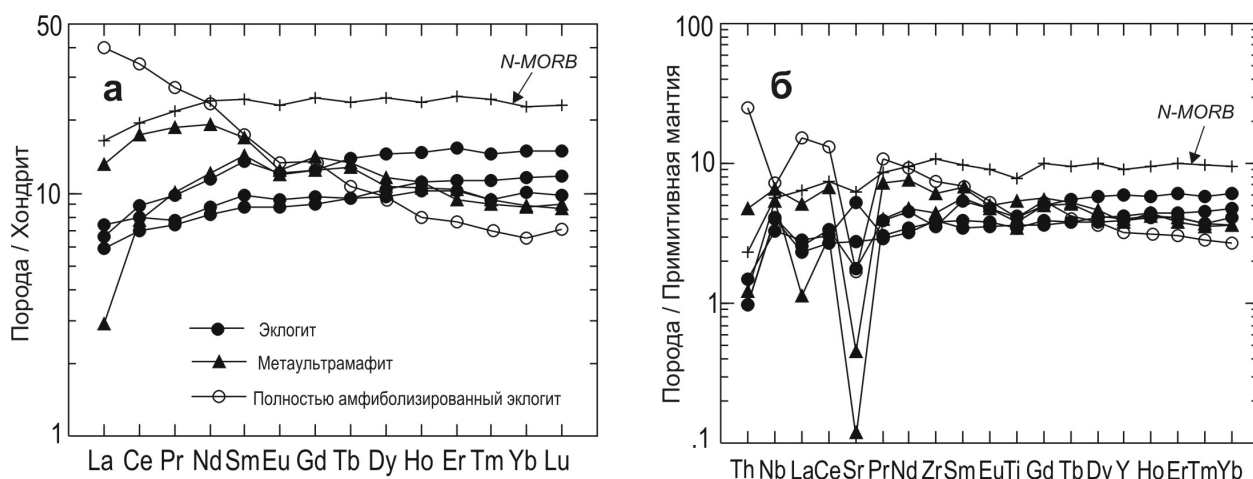 50
а
N-MORB
10
Порода / Хондрит
Эклогит
Метаультрамафит
Полностью амфиболизированный эклогит
1
La Ce Pr Nd Sm Eu Gd Tb Dy Ho Er Tm Yb Lu
100
б
N-MORB
10
Порода / Примитивная мантия
1
.1
Th Nb La Ce Sr Pr Nd Zr Sm Eu Ti Gd Tb Dy Y Ho Er Tm Yb